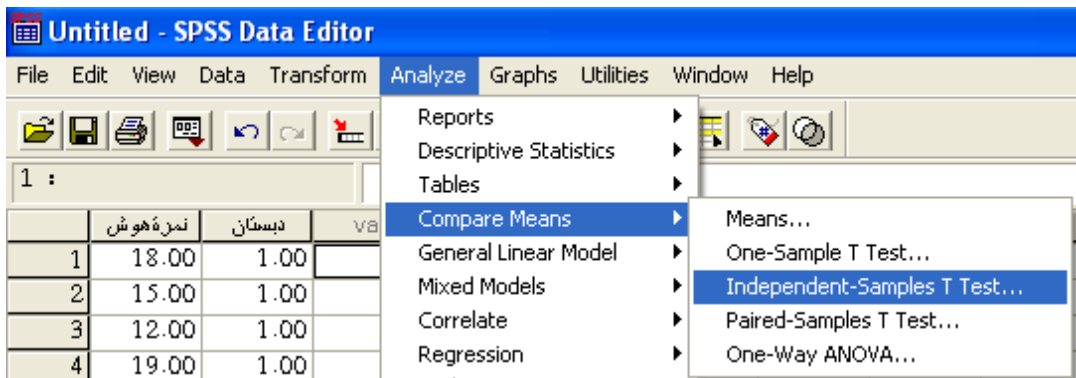 SPSS
Untitled - SPSS Data Editor
File Edit View Data Transform Analyze Graphs Utilities Window Help
Reports
Descriptive Statistics
1 :
Tables
نمرهٔهوش دبستان va Compare Means Means...
1 18.00 1.00 General Linear Model One-Sample T Test...
2 15.00 1.00 Mixed Models Independent-Samples T Test...
3 12.00 1.00 Correlate Paired-Samples T Test...
4 19.00 1.00 Regression One-Way ANOVA...